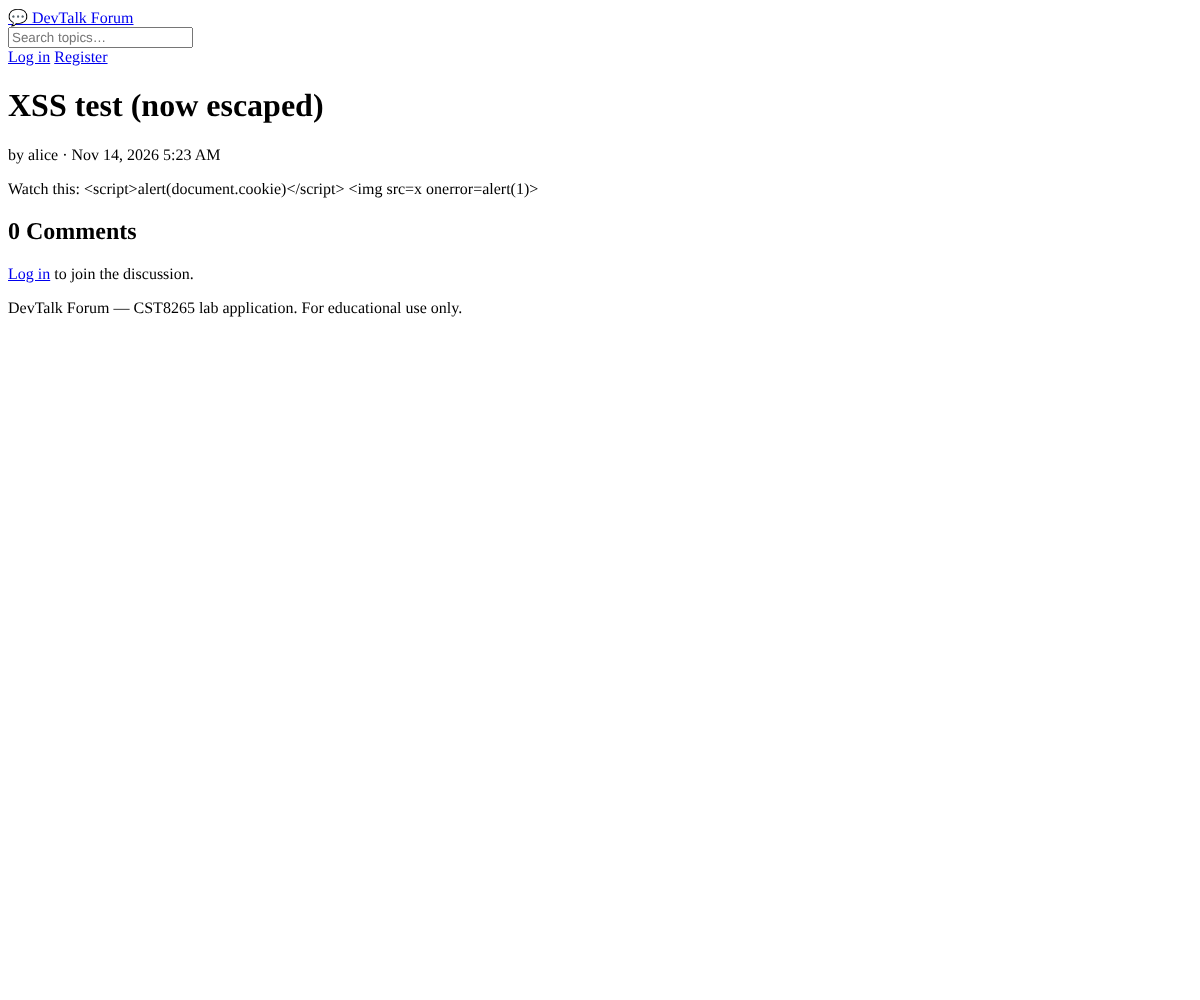 💬 DevTalk Forum
Search topics…
Log in Register
XSS test (now escaped)
by alice · Nov 14, 2026 5:23 AM
Watch this: <script>alert(document.cookie)</script> <img src=x onerror=alert(1)>
0 Comments
Log in to join the discussion.
DevTalk Forum — CST8265 lab application. For educational use only.